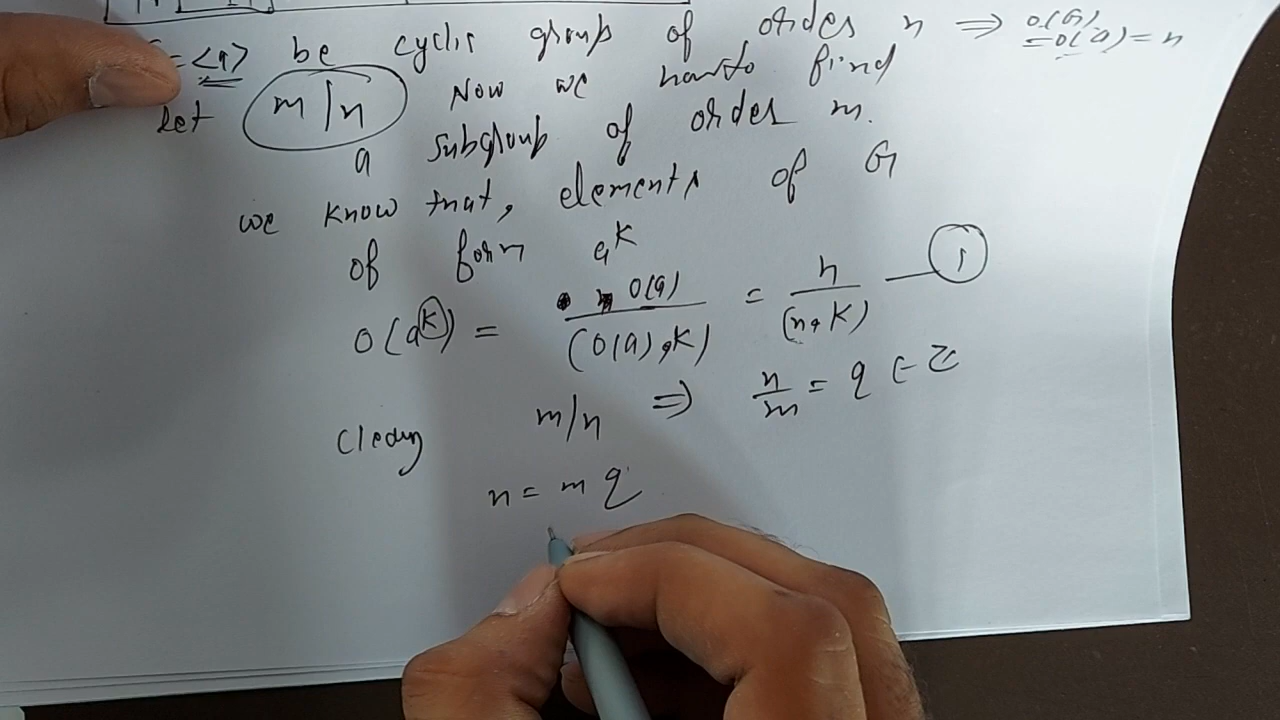 = <a> be cyclic group of order n ⇒ O(G) = O(a) = n
Let m|n Now we have to find
a subgroup of order m.
we know that, elements of G
of form a^K
O(a^K) = O(a) / (O(a), K) = n / (n, K) — 1
Clearly m/n ⇒ n/m = q ∈ Z
n = m q